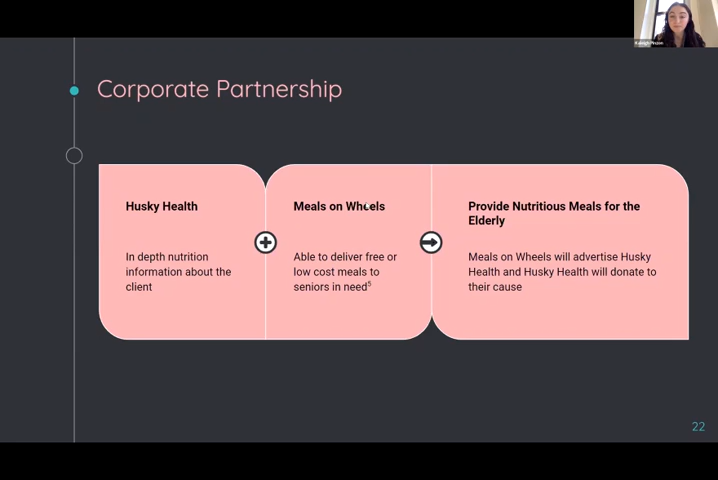 Corporate Partnership
Husky Health
In depth nutrition
information about the
client
Meals on Wheels
Able to deliver free or
low cost meals to
seniors in need5
Provide Nutritious Meals for the
Elderly
Meals on Wheels will advertise Husky
Health and Husky Health will donate to
their cause
22